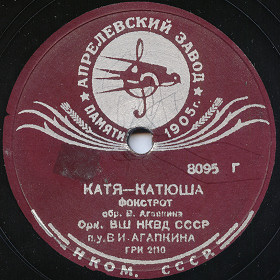 АПРЕЛЕВСКИЙ ЗАВОД
ПАМЯТИ 1905 г.
8095 Г
КАТЯ—КАТЮША
ФОКСТРОТ
обр. В. Агапкина
Орк. ВШ НКВД СССР
п.у. В И. АГАПКИНА
ГРК 2110
НКОМ. СССР.